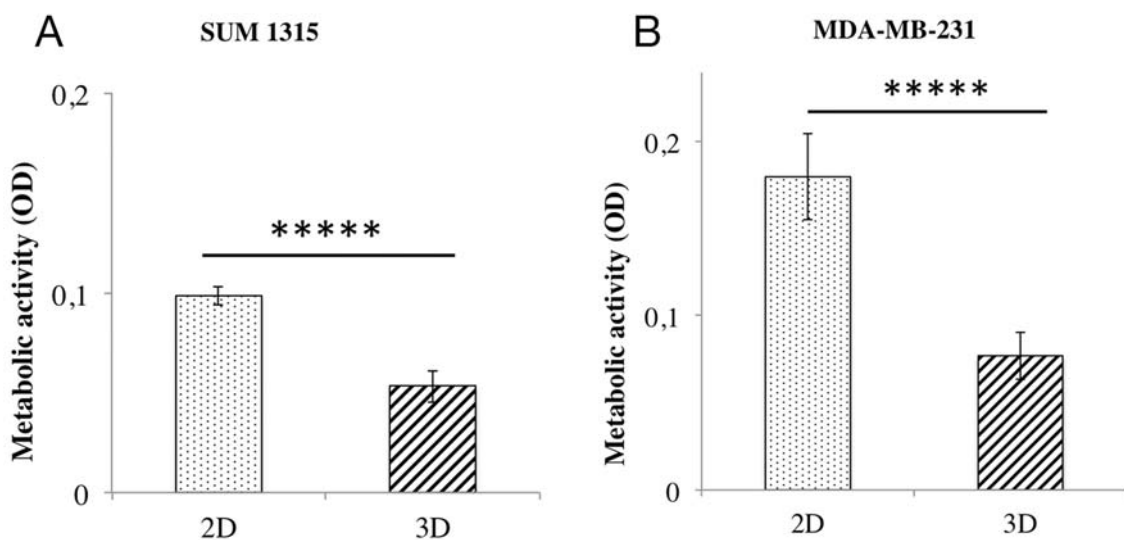 A
SUM 1315
Metabolic activity (OD)
0,2
0,1
0
*****
2D
3D
B
MDA-MB-231
Metabolic activity (OD)
0,2
0,1
0
*****
2D
3D